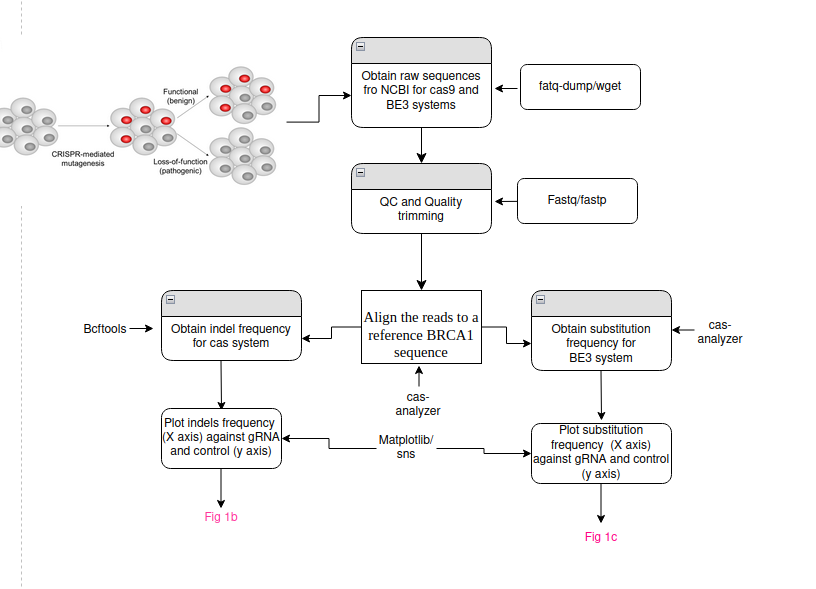 Functional
(benign)
CRISPR-mediated
mutagenesis
Loss-of-function
(pathogenic)
Obtain raw sequences
fro NCBI for cas9 and
BE3 systems
fatq-dump/wget
QC and Quality
trimming
Fastq/fastp
Bcftools
Obtain indel frequency
for cas system
Align the reads to a
reference BRCA1
sequence
Obtain substitution
frequency for
BE3 system
cas-
analyzer
cas-
analyzer
Plot indels frequency
(X axis) against gRNA
and control (y axis)
Matplotlib/
sns
Plot substitution
frequency (X axis)
against gRNA and control
(y axis)
Fig 1b
Fig 1c